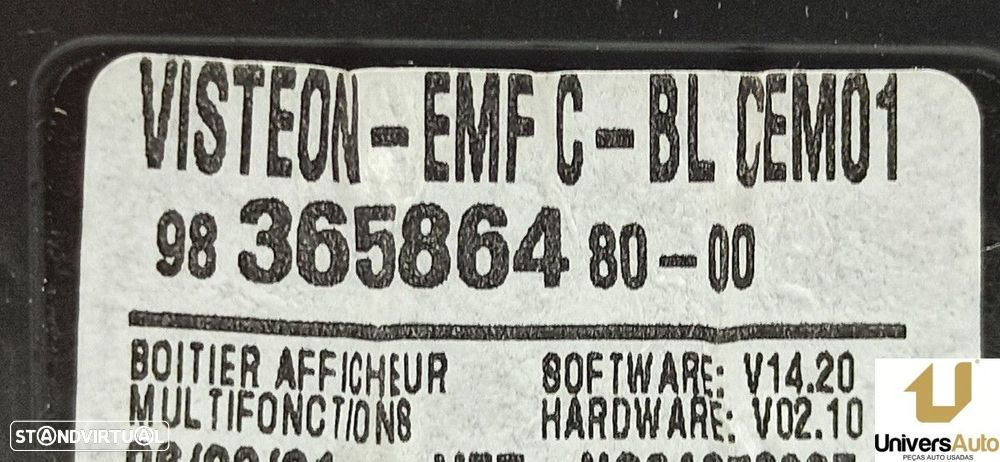 VISTEON-EMF C-BL CEM01
98 365864 80-00
BOITIER AFFICHEUR SOFTWARE: V14.20
MULTIFONCTIONS HARDWARE: V02.10
STANDVIRTUAL
UniversAuto
PEÇAS AUTO USADAS